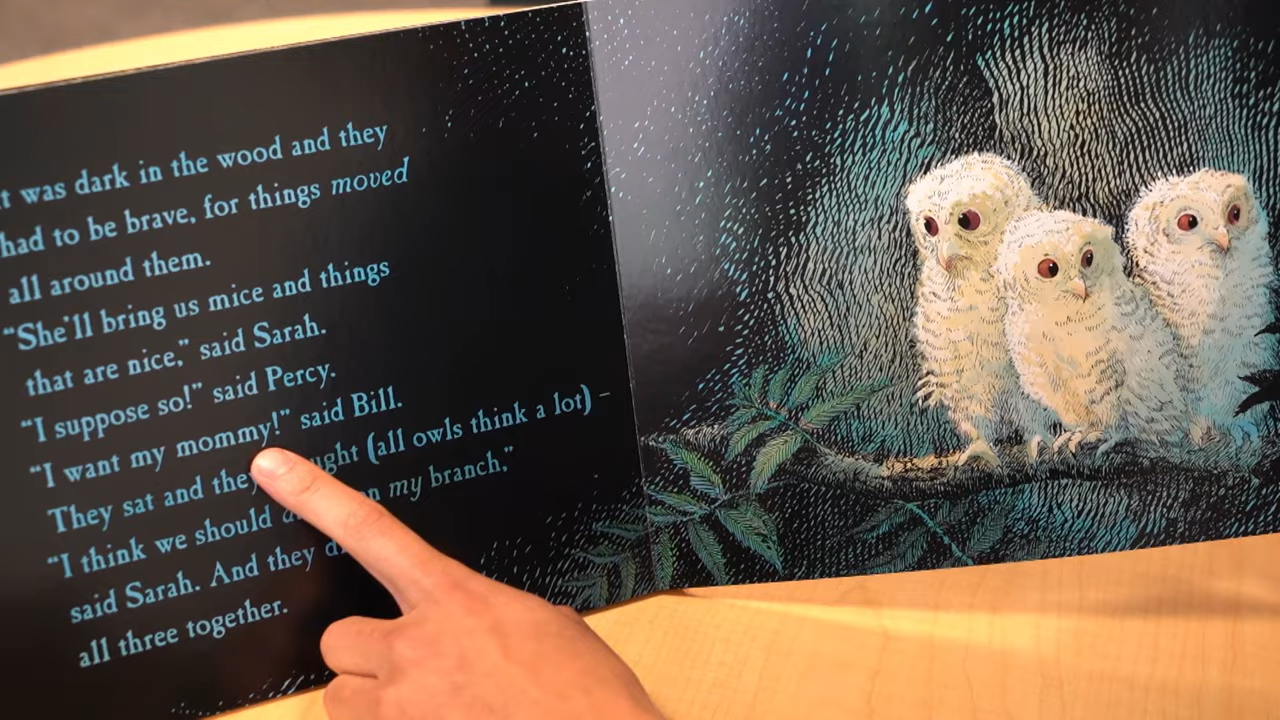 t was dark in the wood and they
had to be brave, for things moved
all around them.
“She’ll bring us mice and things
that are nice,” said Sarah.
“I suppose so!” said Percy.
“I want my mommy!” said Bill.
They sat and they ught (all owls think a lot) –
“I think we should on my branch,”
said Sarah. And they
all three together.